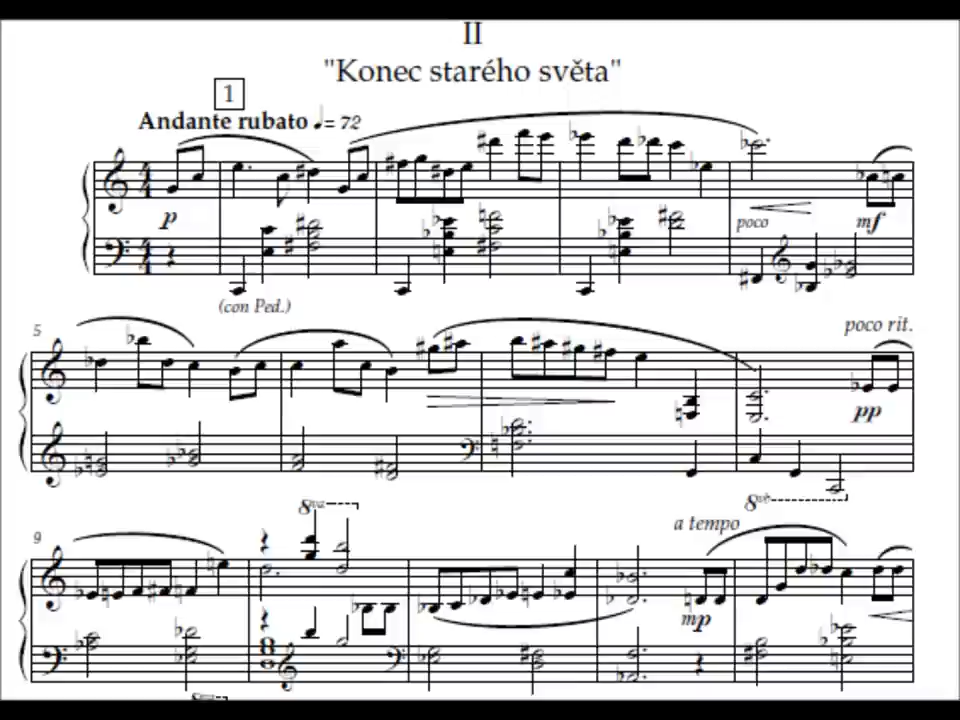 II
"Konec starého světa"
1
Andante rubato ♩= 72
p
poco
mf
(con Ped.)
5
poco rit.
pp
8vb
9
8va
a tempo
mp